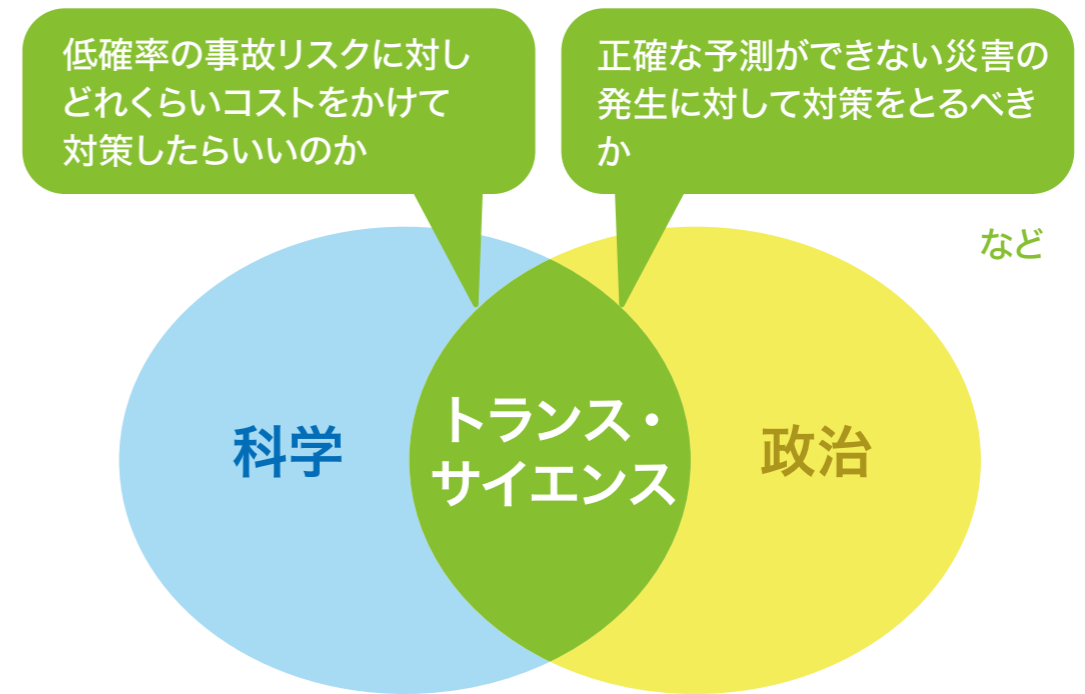 低確率の事故リスクに対し
どれくらいコストをかけて
対策したらいいのか
正確な予測ができない災害の
発生に対して対策をとるべき
か
など
科学
トランス・
サイエンス
政治